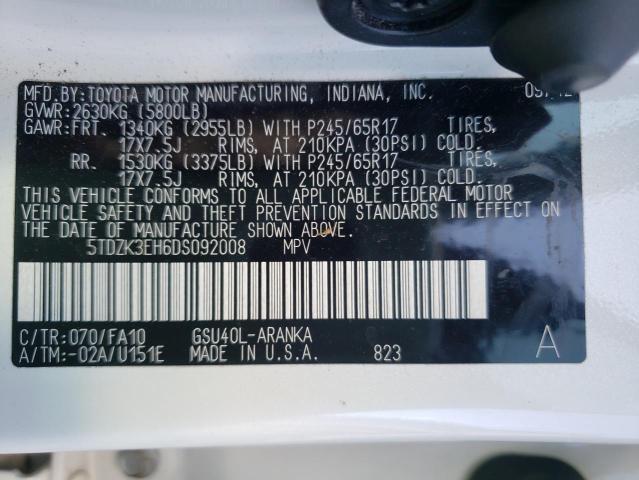 MFD.BY:TOYOTA MOTOR MANUFACTURING, INDIANA, INC.
GVWR:2630KG (5800LB)
GAWR:FRT. 1340KG (2955LB) WITH P245/65R17 TIRES,
17X7.5J RIMS, AT 210KPA (30PSI) COLD.
RR. 1530KG (3375LB) WITH P245/65R17 TIRES,
17X7.5J RIMS, AT 210KPA (30PSI) COLD.
THIS VEHICLE CONFORMS TO ALL APPLICABLE FEDERAL MOTOR
VEHICLE SAFETY AND THEFT PREVENTION STANDARDS IN EFFECT ON
THE DATE OF MANUFACTURE SHOWN ABOVE.
5TDZK3EH6DS092008 MPV
C/TR:070/FA10 GSU40L-ARANKA
A/TM:-02A/U151E MADE IN U.S.A. 823 A